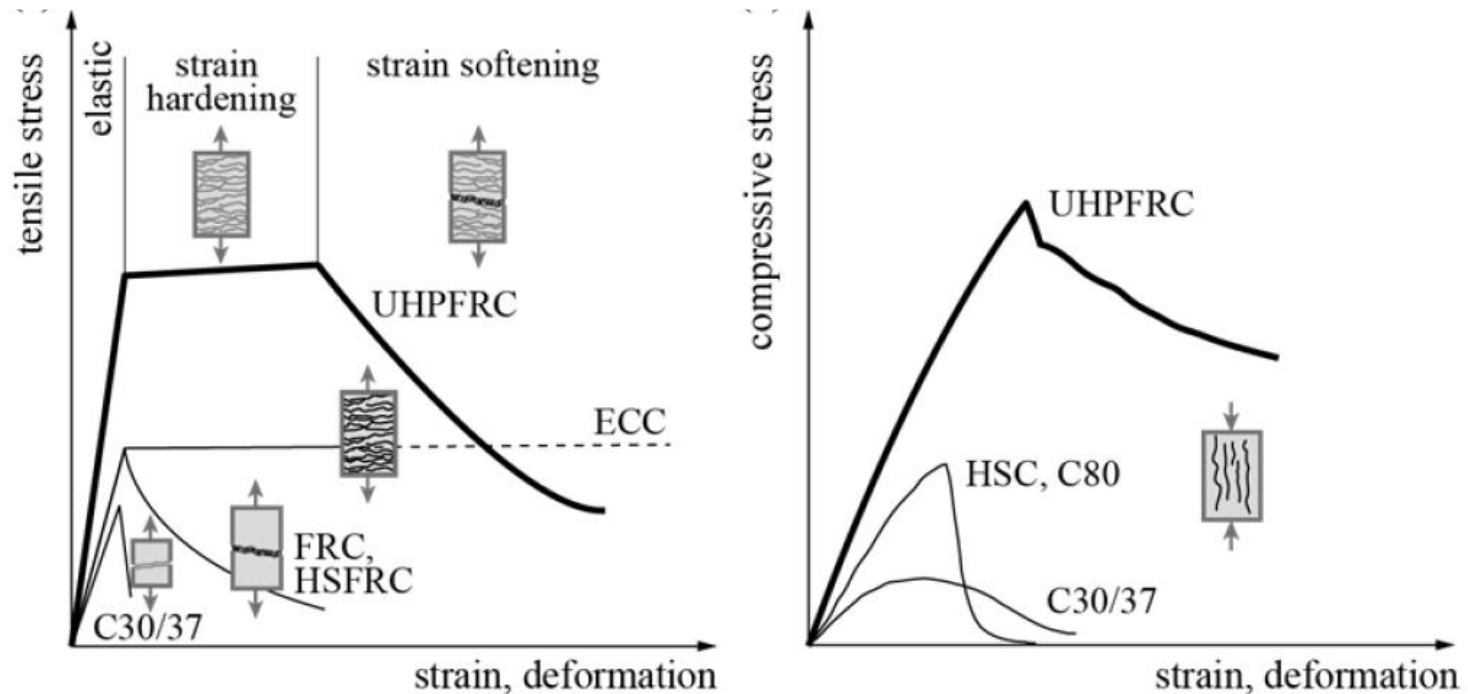 tensile stress
elastic
strain
hardening
strain softening
UHPFRC
ECC
FRC,
HSFRC
C30/37
strain, deformation
compressive stress
UHPFRC
HSC, C80
C30/37
strain, deformation